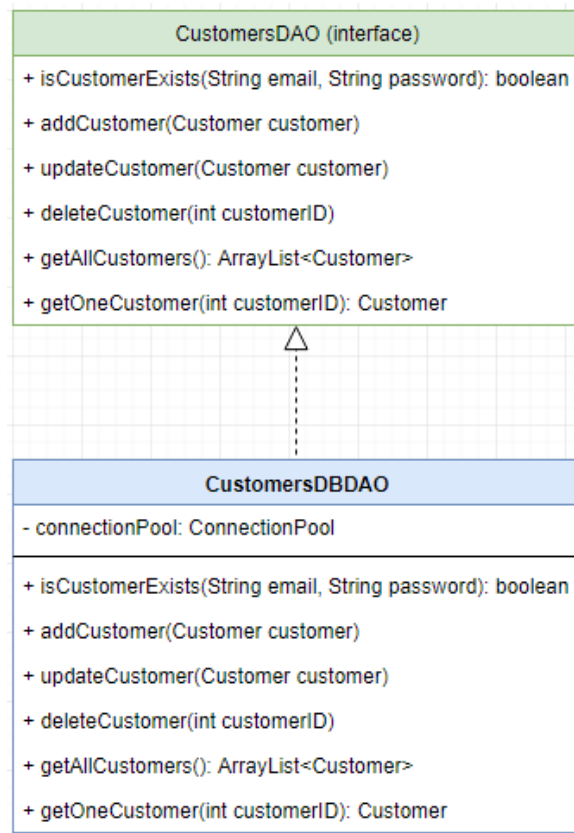 CustomersDAO (interface)
+ isCustomerExists(String email, String password): boolean
+ addCustomer(Customer customer)
+ updateCustomer(Customer customer)
+ deleteCustomer(int customerID)
+ getAllCustomers(): ArrayList<Customer>
+ getOneCustomer(int customerID): Customer
CustomersDBDAO
- connectionPool: ConnectionPool
+ isCustomerExists(String email, String password): boolean
+ addCustomer(Customer customer)
+ updateCustomer(Customer customer)
+ deleteCustomer(int customerID)
+ getAllCustomers(): ArrayList<Customer>
+ getOneCustomer(int customerID): Customer